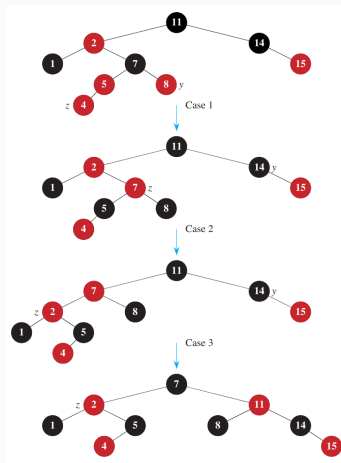 11
2 14
1 7 15
5 8 y
z 4
Case 1
11
2 14 y
1 7 z 15
5 8
4
Case 2
11
7 14 y
z 2 8 15
1 5
4
Case 3
7
z 2 11
1 5 8 14
4 15